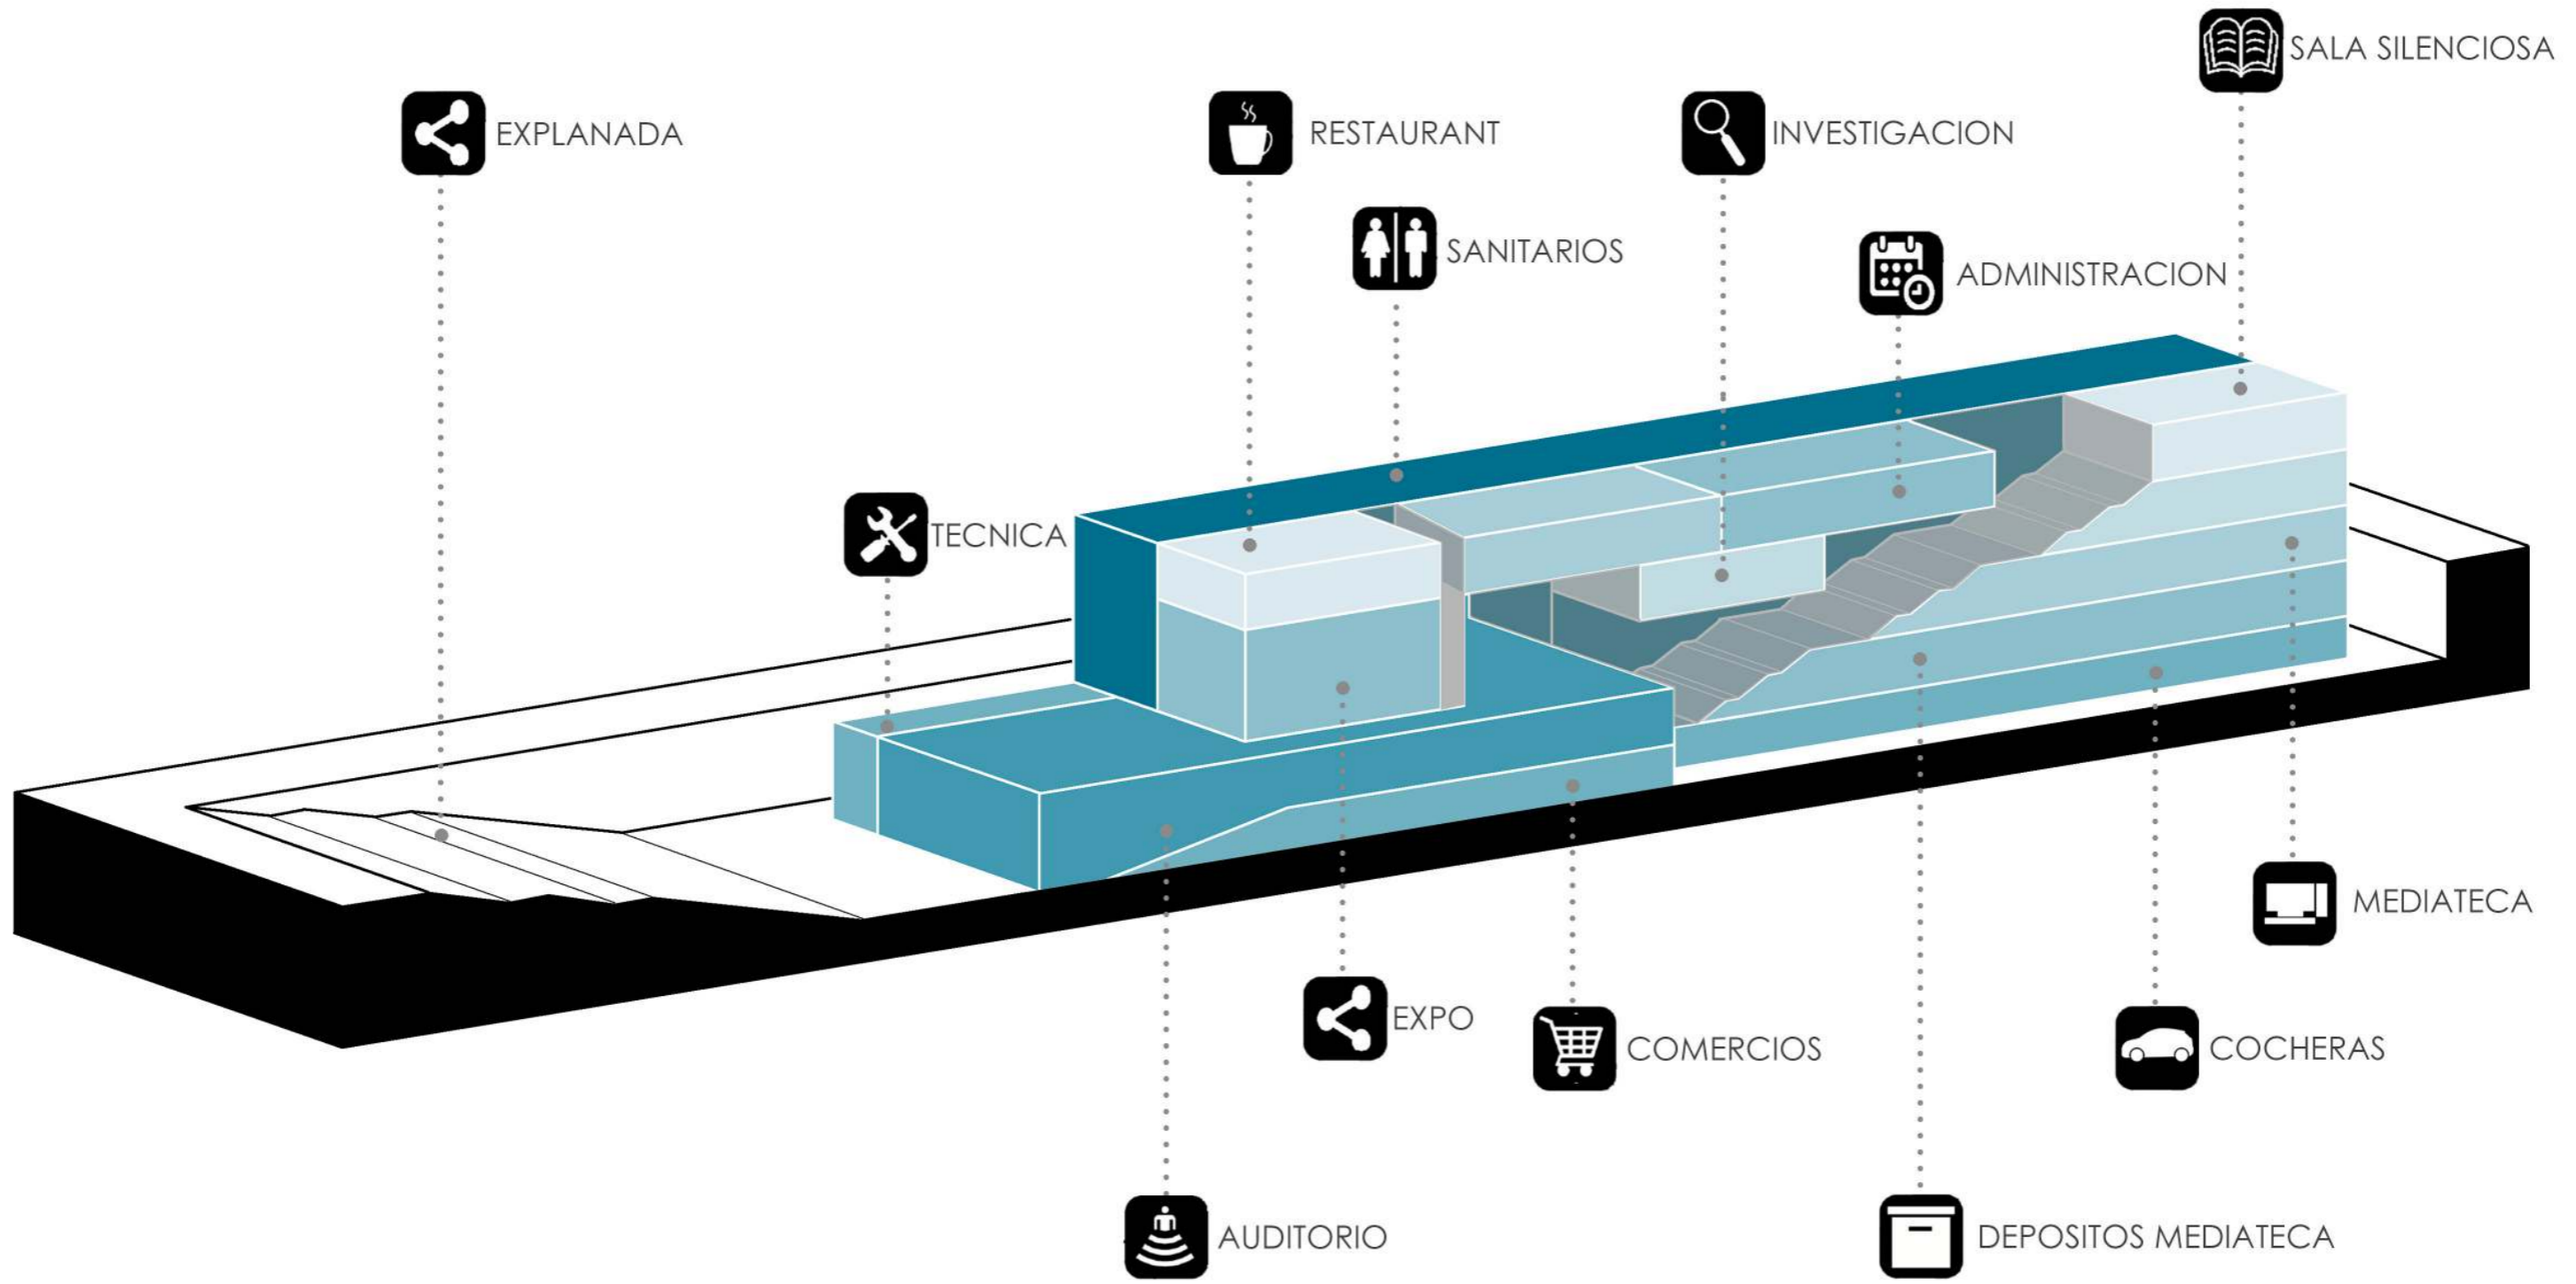 SALA SILENCIOSA
EXPLANADA
RESTAURANT
INVESTIGACION
SANITARIOS
ADMINISTRACION
TECNICA
MEDIATECA
EXPO
COMERCIOS
COCHERAS
AUDITORIO
DEPOSITOS MEDIATECA